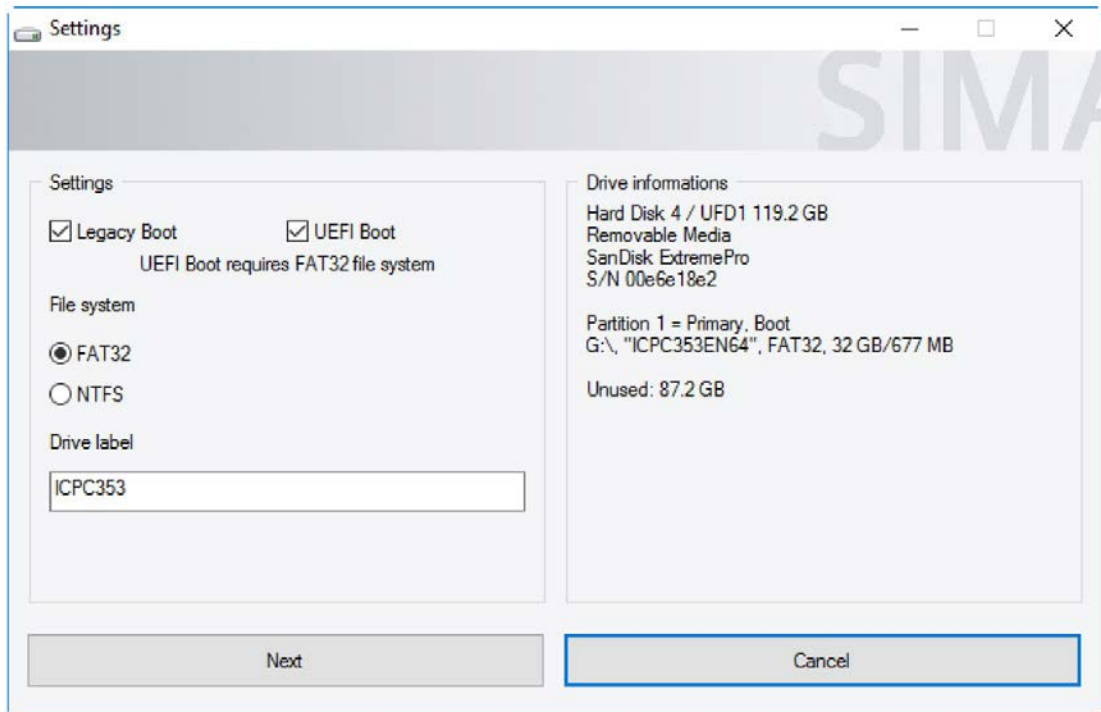 Settings
SIMA
Settings
Legacy Boot
UEFI Boot
UEFI Boot requires FAT32 file system
File system
FAT32
NTFS
Drive label
ICPC353
Drive informations
Hard Disk 4 / UFD1 119.2 GB
Removable Media
SanDisk ExtremePro
S/N 00e6e18e2
Partition 1 = Primary, Boot
G:\, "ICPC353EN64", FAT32, 32 GB/677 MB
Unused: 87.2 GB
Next
Cancel